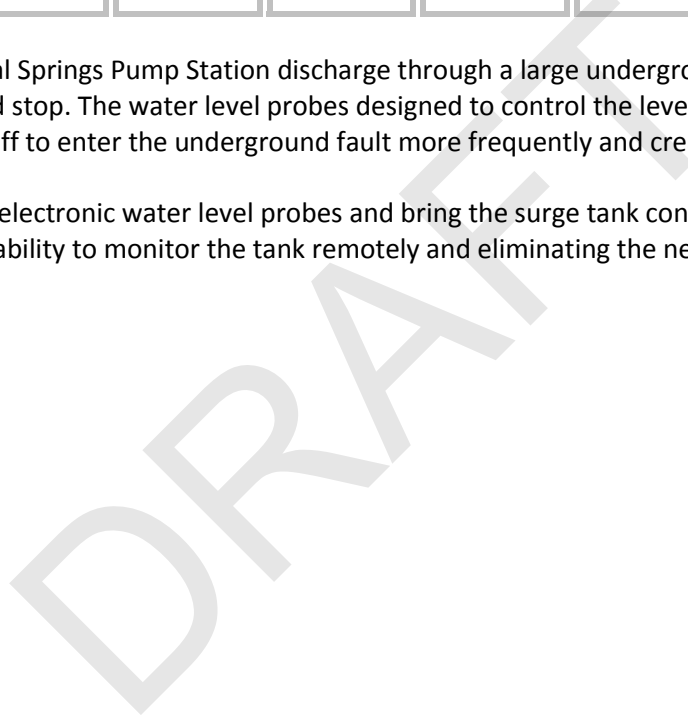 al Springs Pump Station discharge through a large undergro
d stop. The water level probes designed to control the leve
ff to enter the underground fault more frequently and cre
electronic water level probes and bring the surge tank con
ability to monitor the tank remotely and eliminating the ne
DRAFT